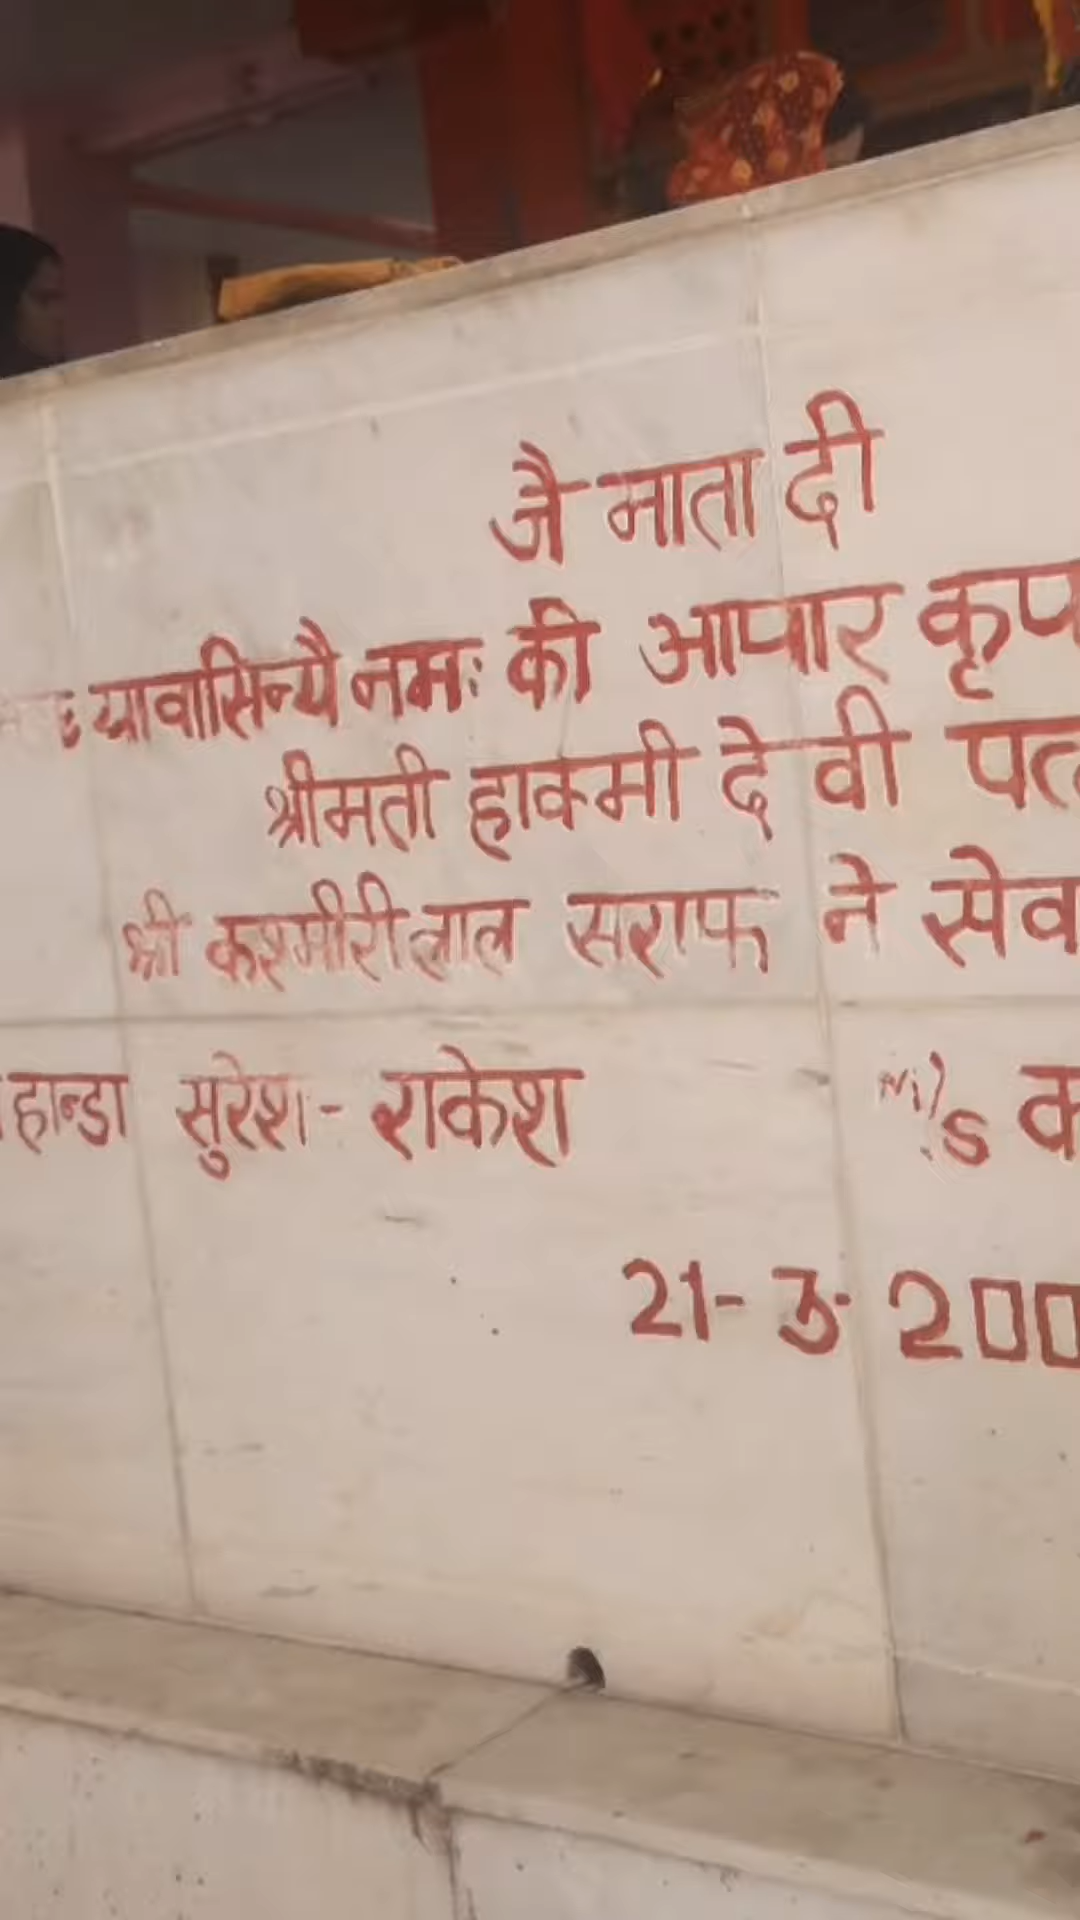 जै माता दी
यावासिन्यै नमः की आपार कृप
श्रीमती हाकमी देवी पत्
श्री कश्मीरी लाल सराफ ने सेव
हान्डा सुरेश - राकेश M/s क
21-3-200